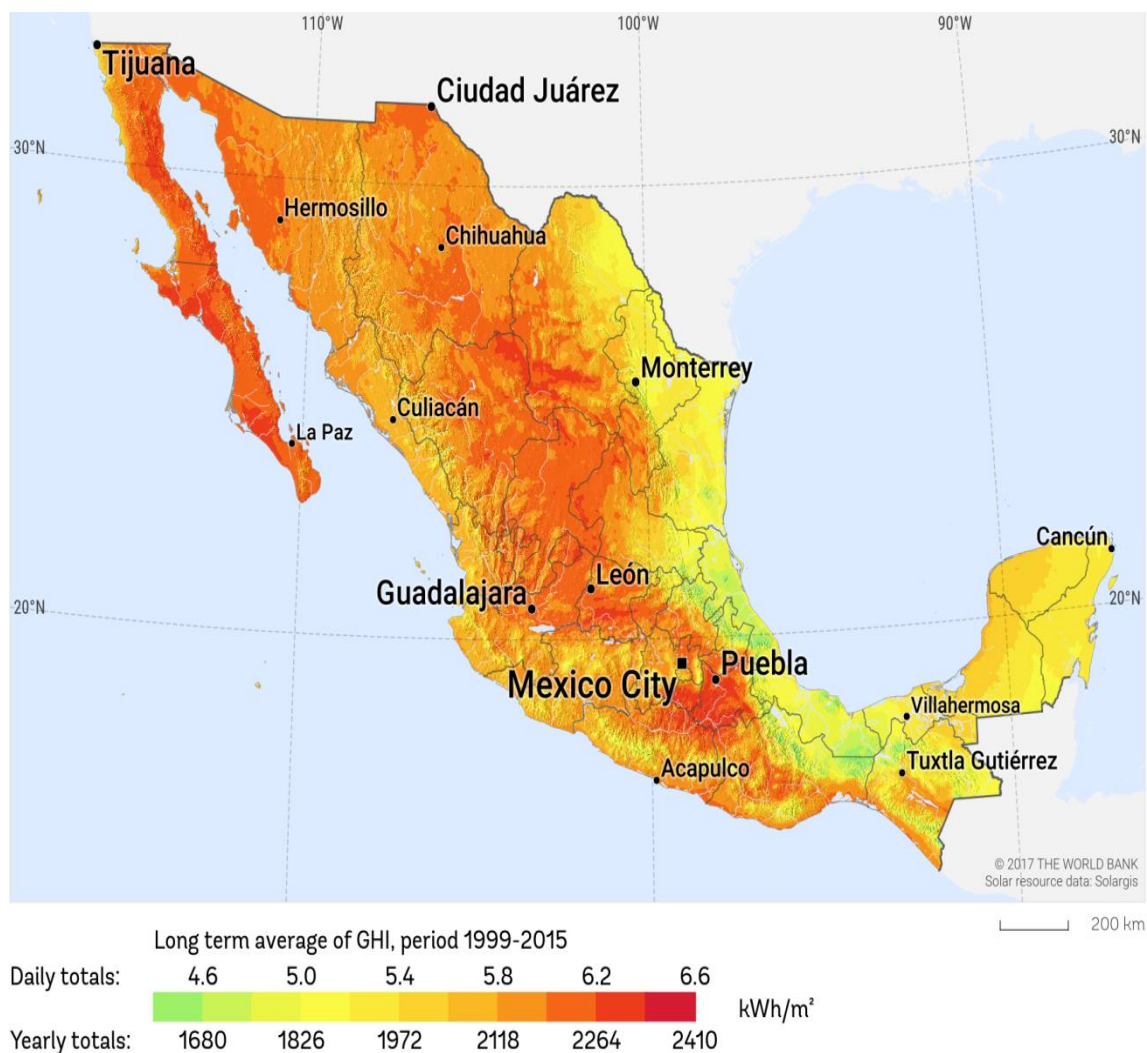 110°W 100°W 90°W
Tijuana
Ciudad Juárez
30°N 30°N
Hermosillo
Chihuahua
Monterrey
Culiacán
La Paz
Cancún
León
Guadalajara
20°N 20°N
Puebla
Mexico City
Villahermosa
Tuxtla Gutiérrez
Acapulco
© 2017 THE WORLD BANK
Solar resource data: Solargis
200 km
Long term average of GHI, period 1999-2015
Daily totals: 4.6 5.0 5.4 5.8 6.2 6.6
kWh/m²
Yearly totals: 1680 1826 1972 2118 2264 2410